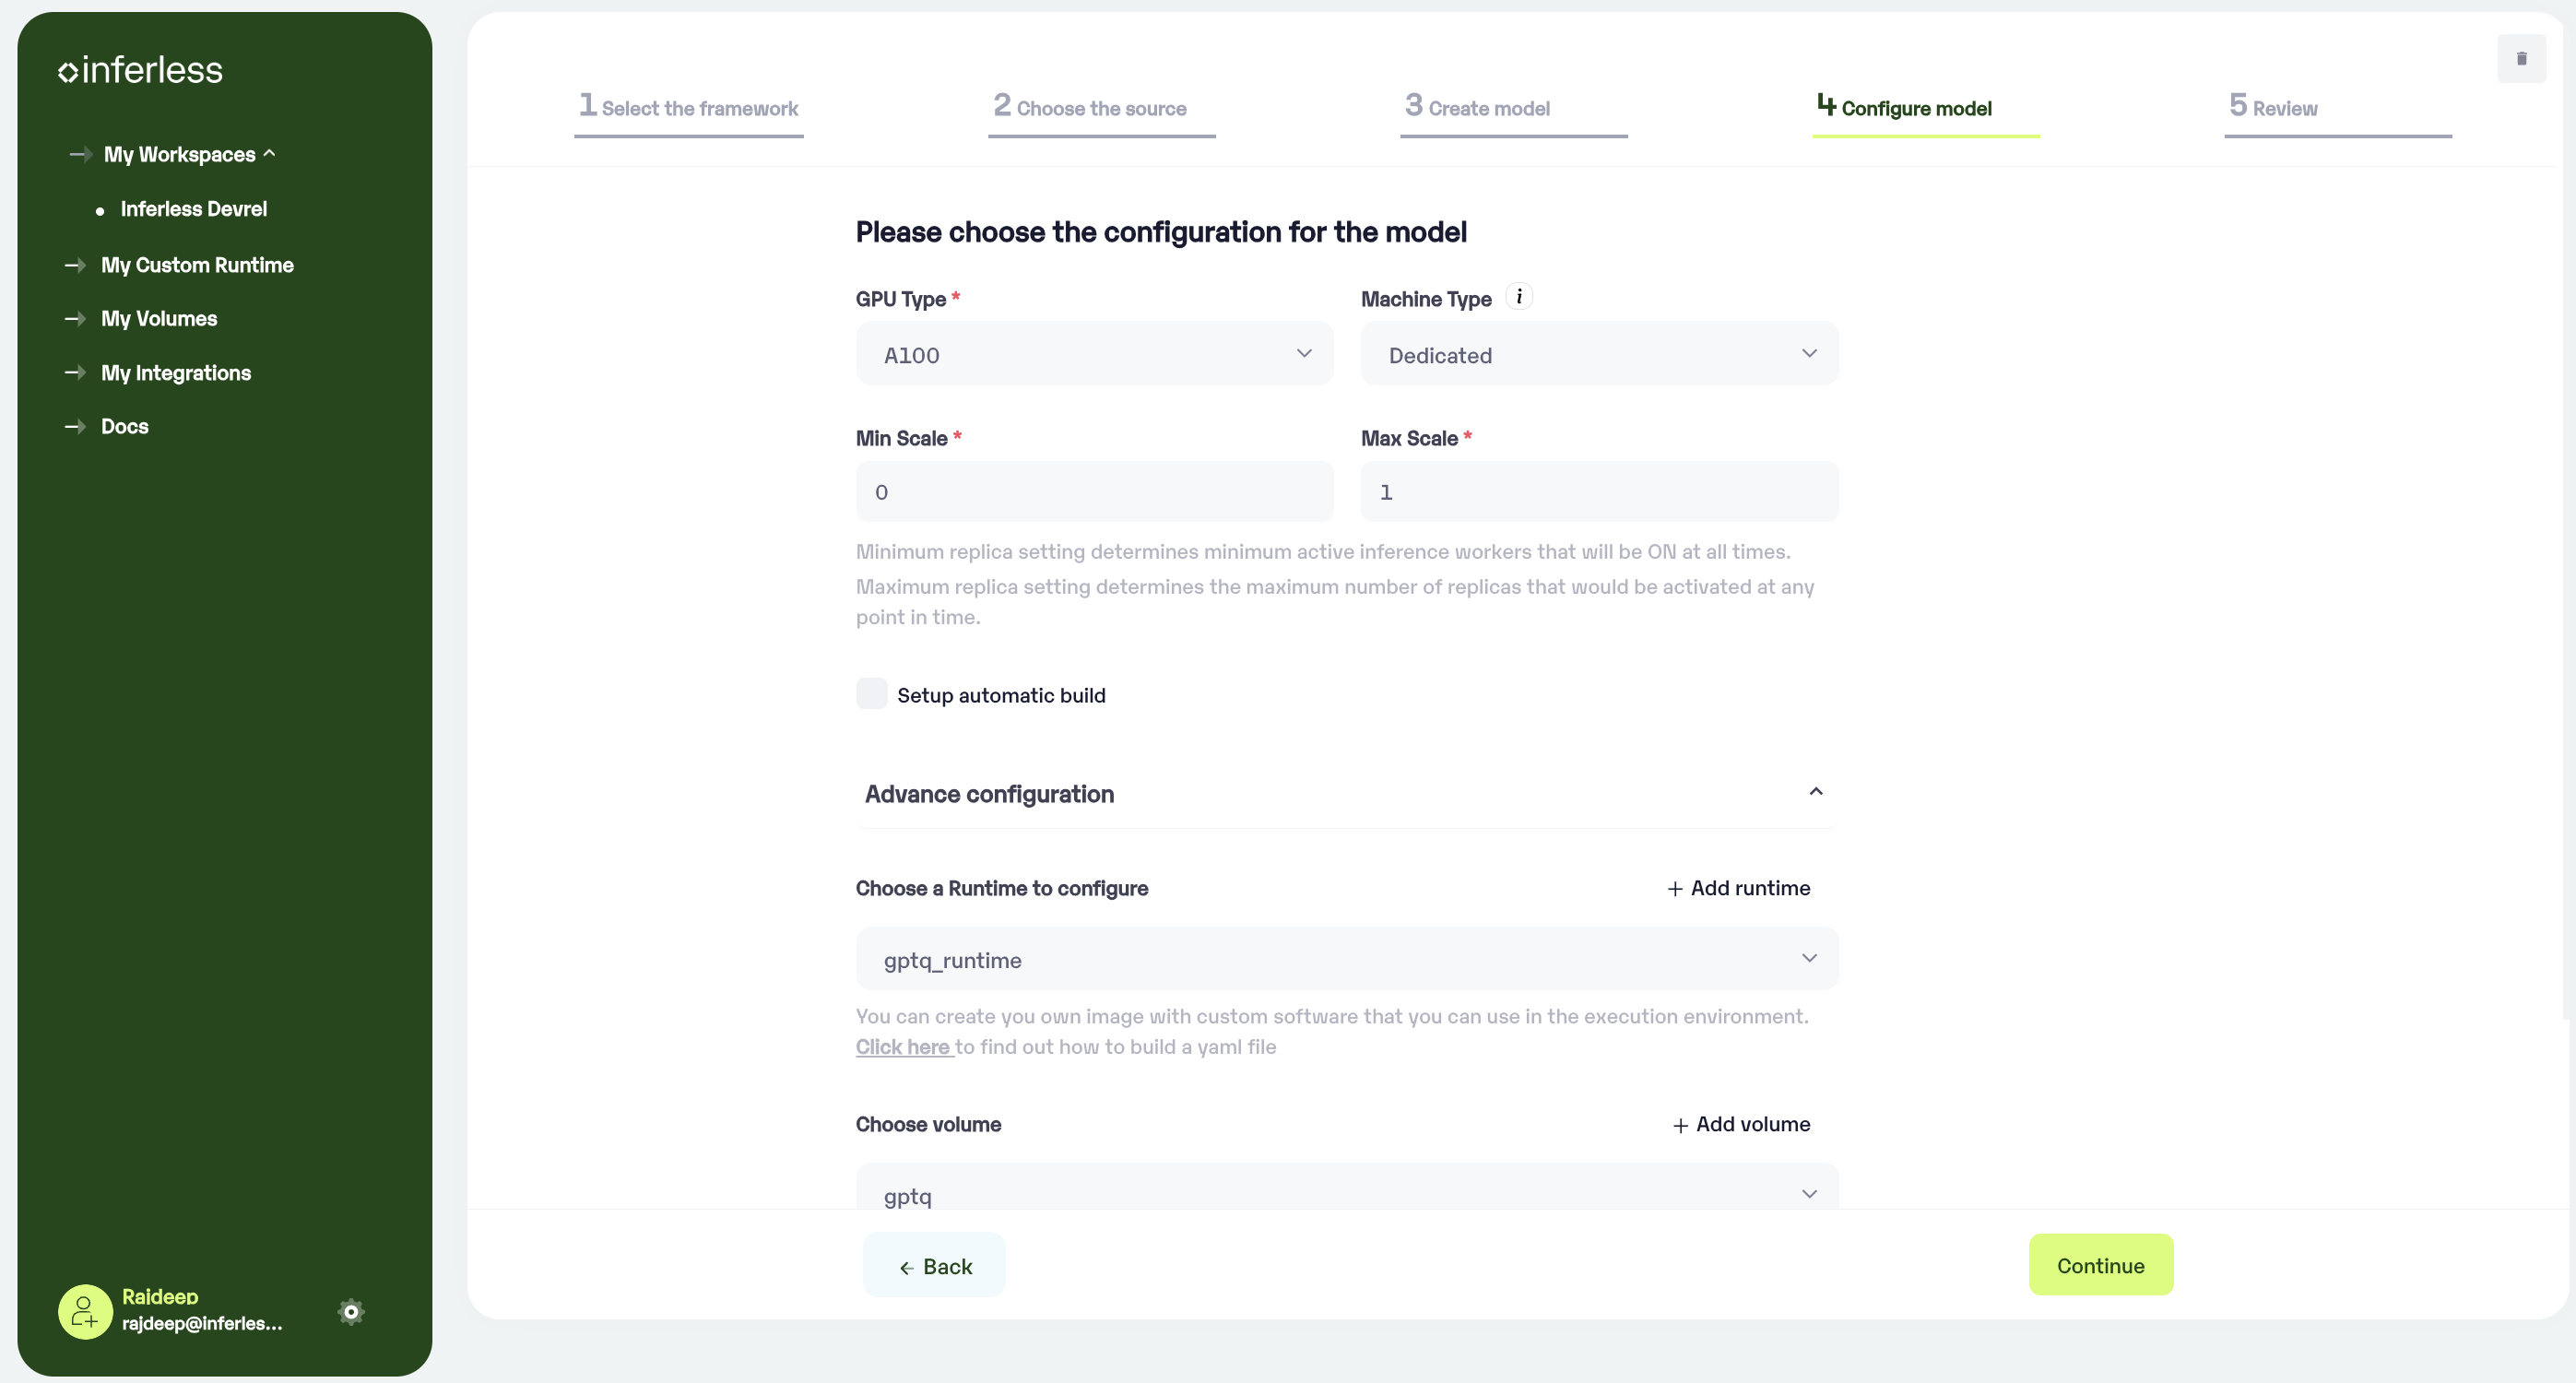 inferless
My Workspaces
Inferless Devrel
My Custom Runtime
My Volumes
My Integrations
Docs
Rajdeep
rajdeep@inferles...
1 Select the framework
2 Choose the source
3 Create model
4 Configure model
5 Review
Please choose the configuration for the model
GPU Type *
Machine Type i
A100
Dedicated
Min Scale *
Max Scale *
0
1
Minimum replica setting determines minimum active inference workers that will be ON at all times.
Maximum replica setting determines the maximum number of replicas that would be activated at any
point in time.
Setup automatic build
Advance configuration
Choose a Runtime to configure
+ Add runtime
gptq_runtime
You can create you own image with custom software that you can use in the execution environment.
Click here to find out how to build a yaml file
Choose volume
+ Add volume
gptq
← Back
Continue